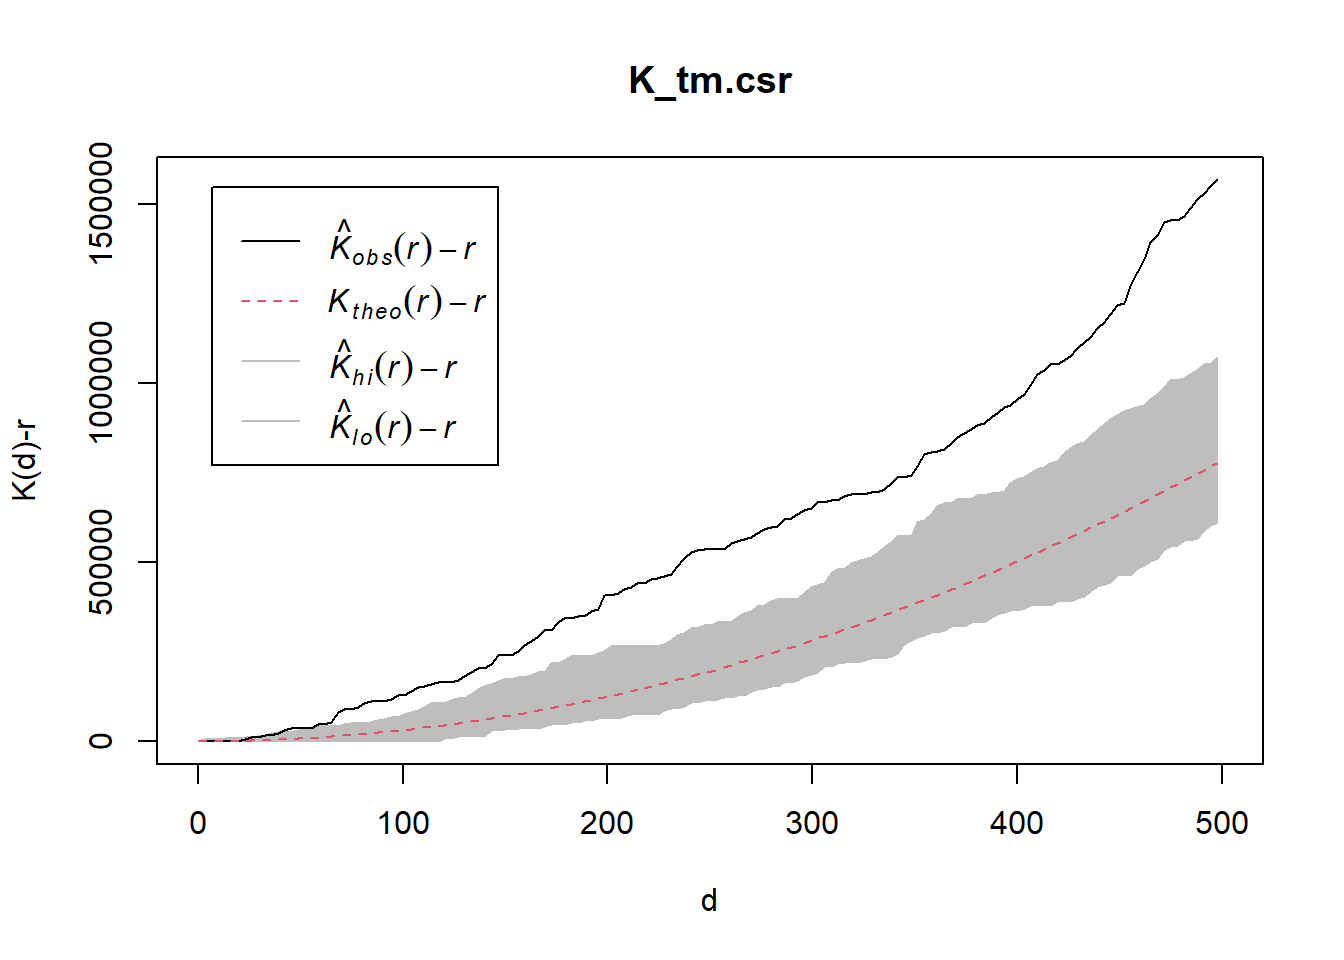 K_tm.csr
K̂obs(r) − r
Ktheo(r) − r
K̂hi(r) − r
K̂lo(r) − r
K(d)-r
1500000
1000000
500000
0
0 100 200 300 400 500
d